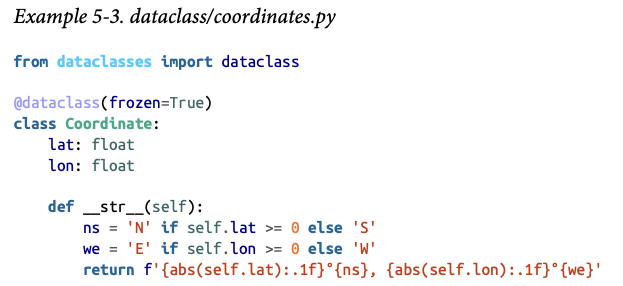 Example 5-3. dataclass/coordinates.py
from dataclasses import dataclass
@dataclass(frozen=True)
class Coordinate:
    lat: float
    lon: float
    def __str__(self):
        ns = 'N' if self.lat >= 0 else 'S'
        we = 'E' if self.lon >= 0 else 'W'
        return f'{abs(self.lat):.1f}°{ns}, {abs(self.lon):.1f}°{we}'